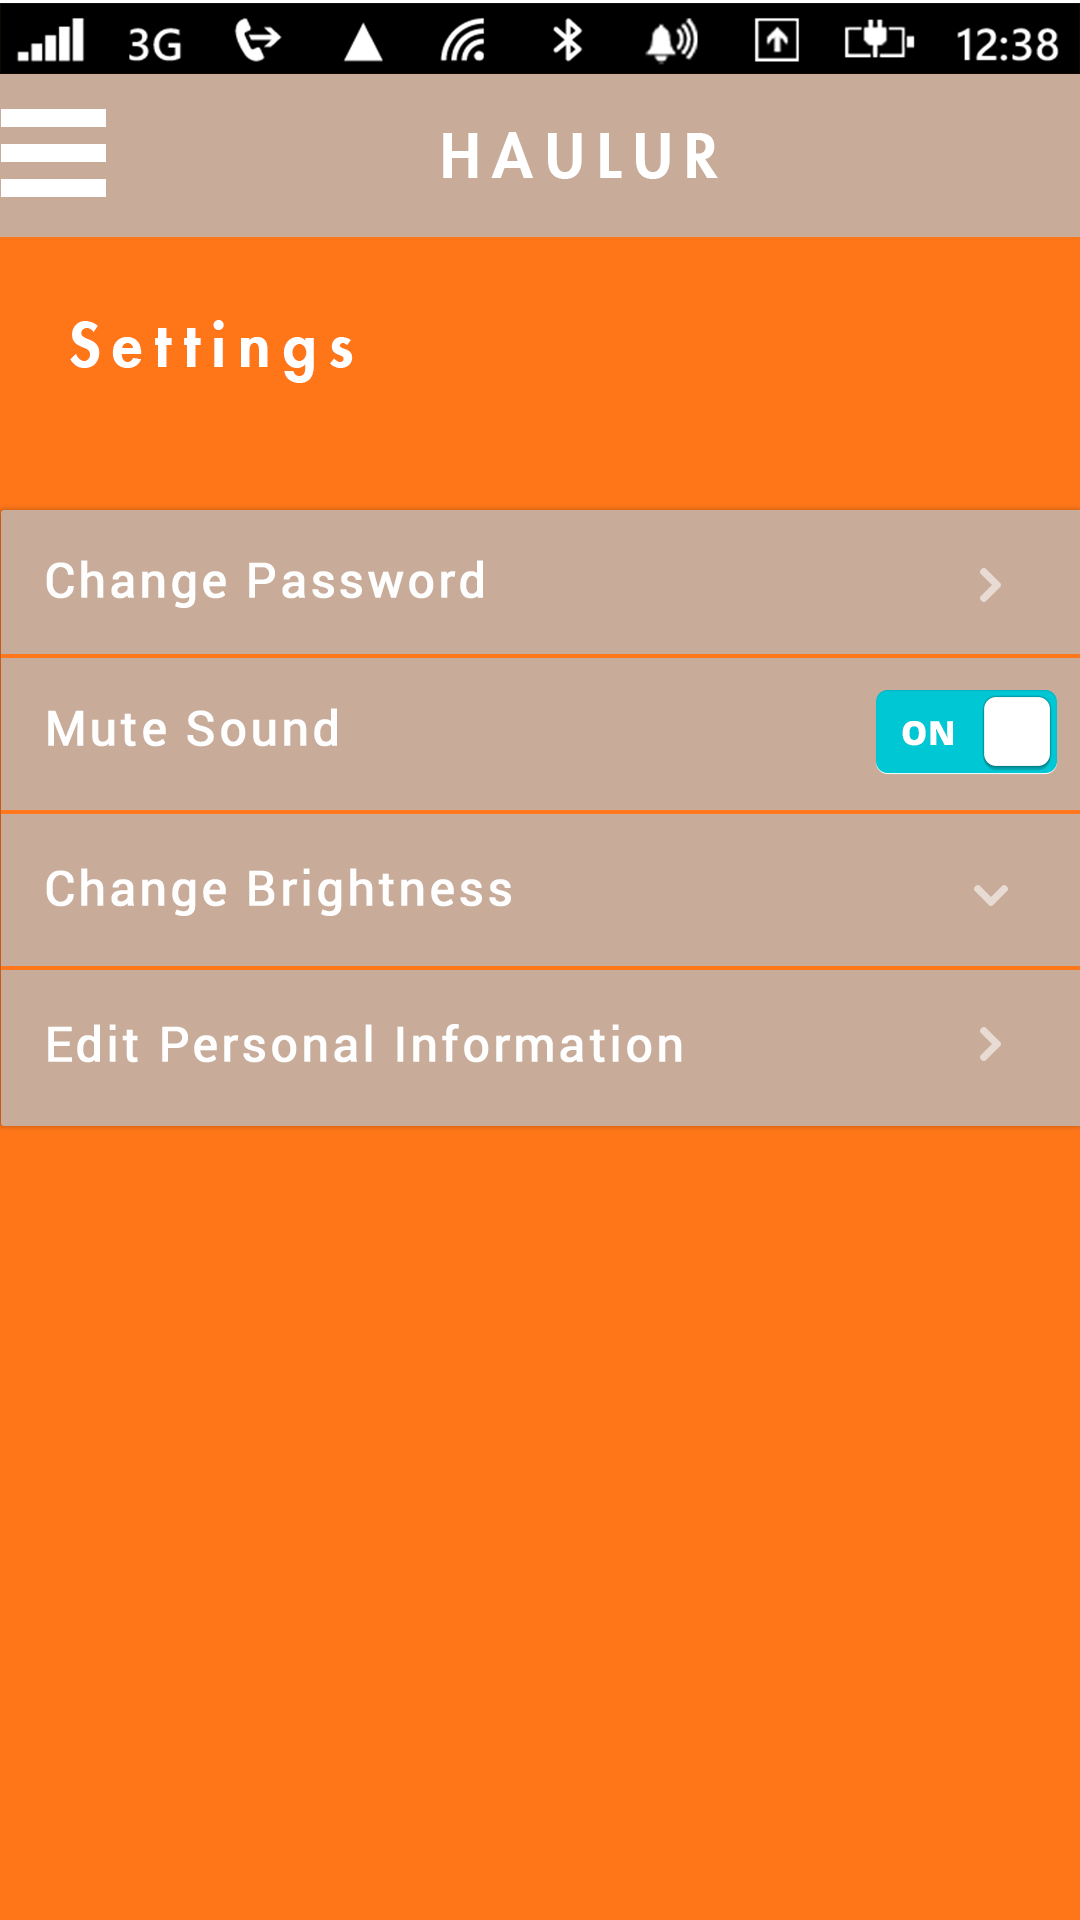 3G 12:38
HAULUR
Settings
Change Password
Mute Sound ON
Change Brightness
Edit Personal Information